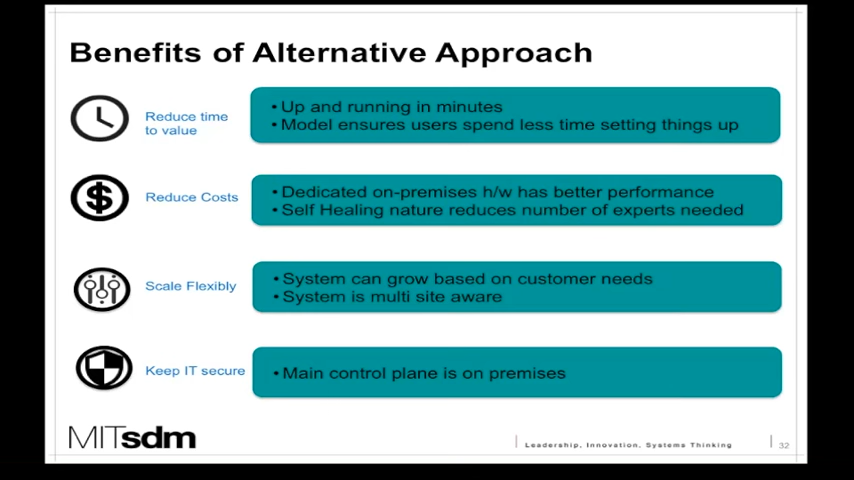 Benefits of Alternative Approach
Reduce time
to value
• Up and running in minutes
• Model ensures users spend less time setting things up
$
Reduce Costs
• Dedicated on-premises h/w has better performance
• Self Healing nature reduces number of experts needed
Scale Flexibly
• System can grow based on customer needs
• System is multi site aware
Keep IT secure
• Main control plane is on premises
MITsdm
Leadership, Innovation, Systems Thinking
32